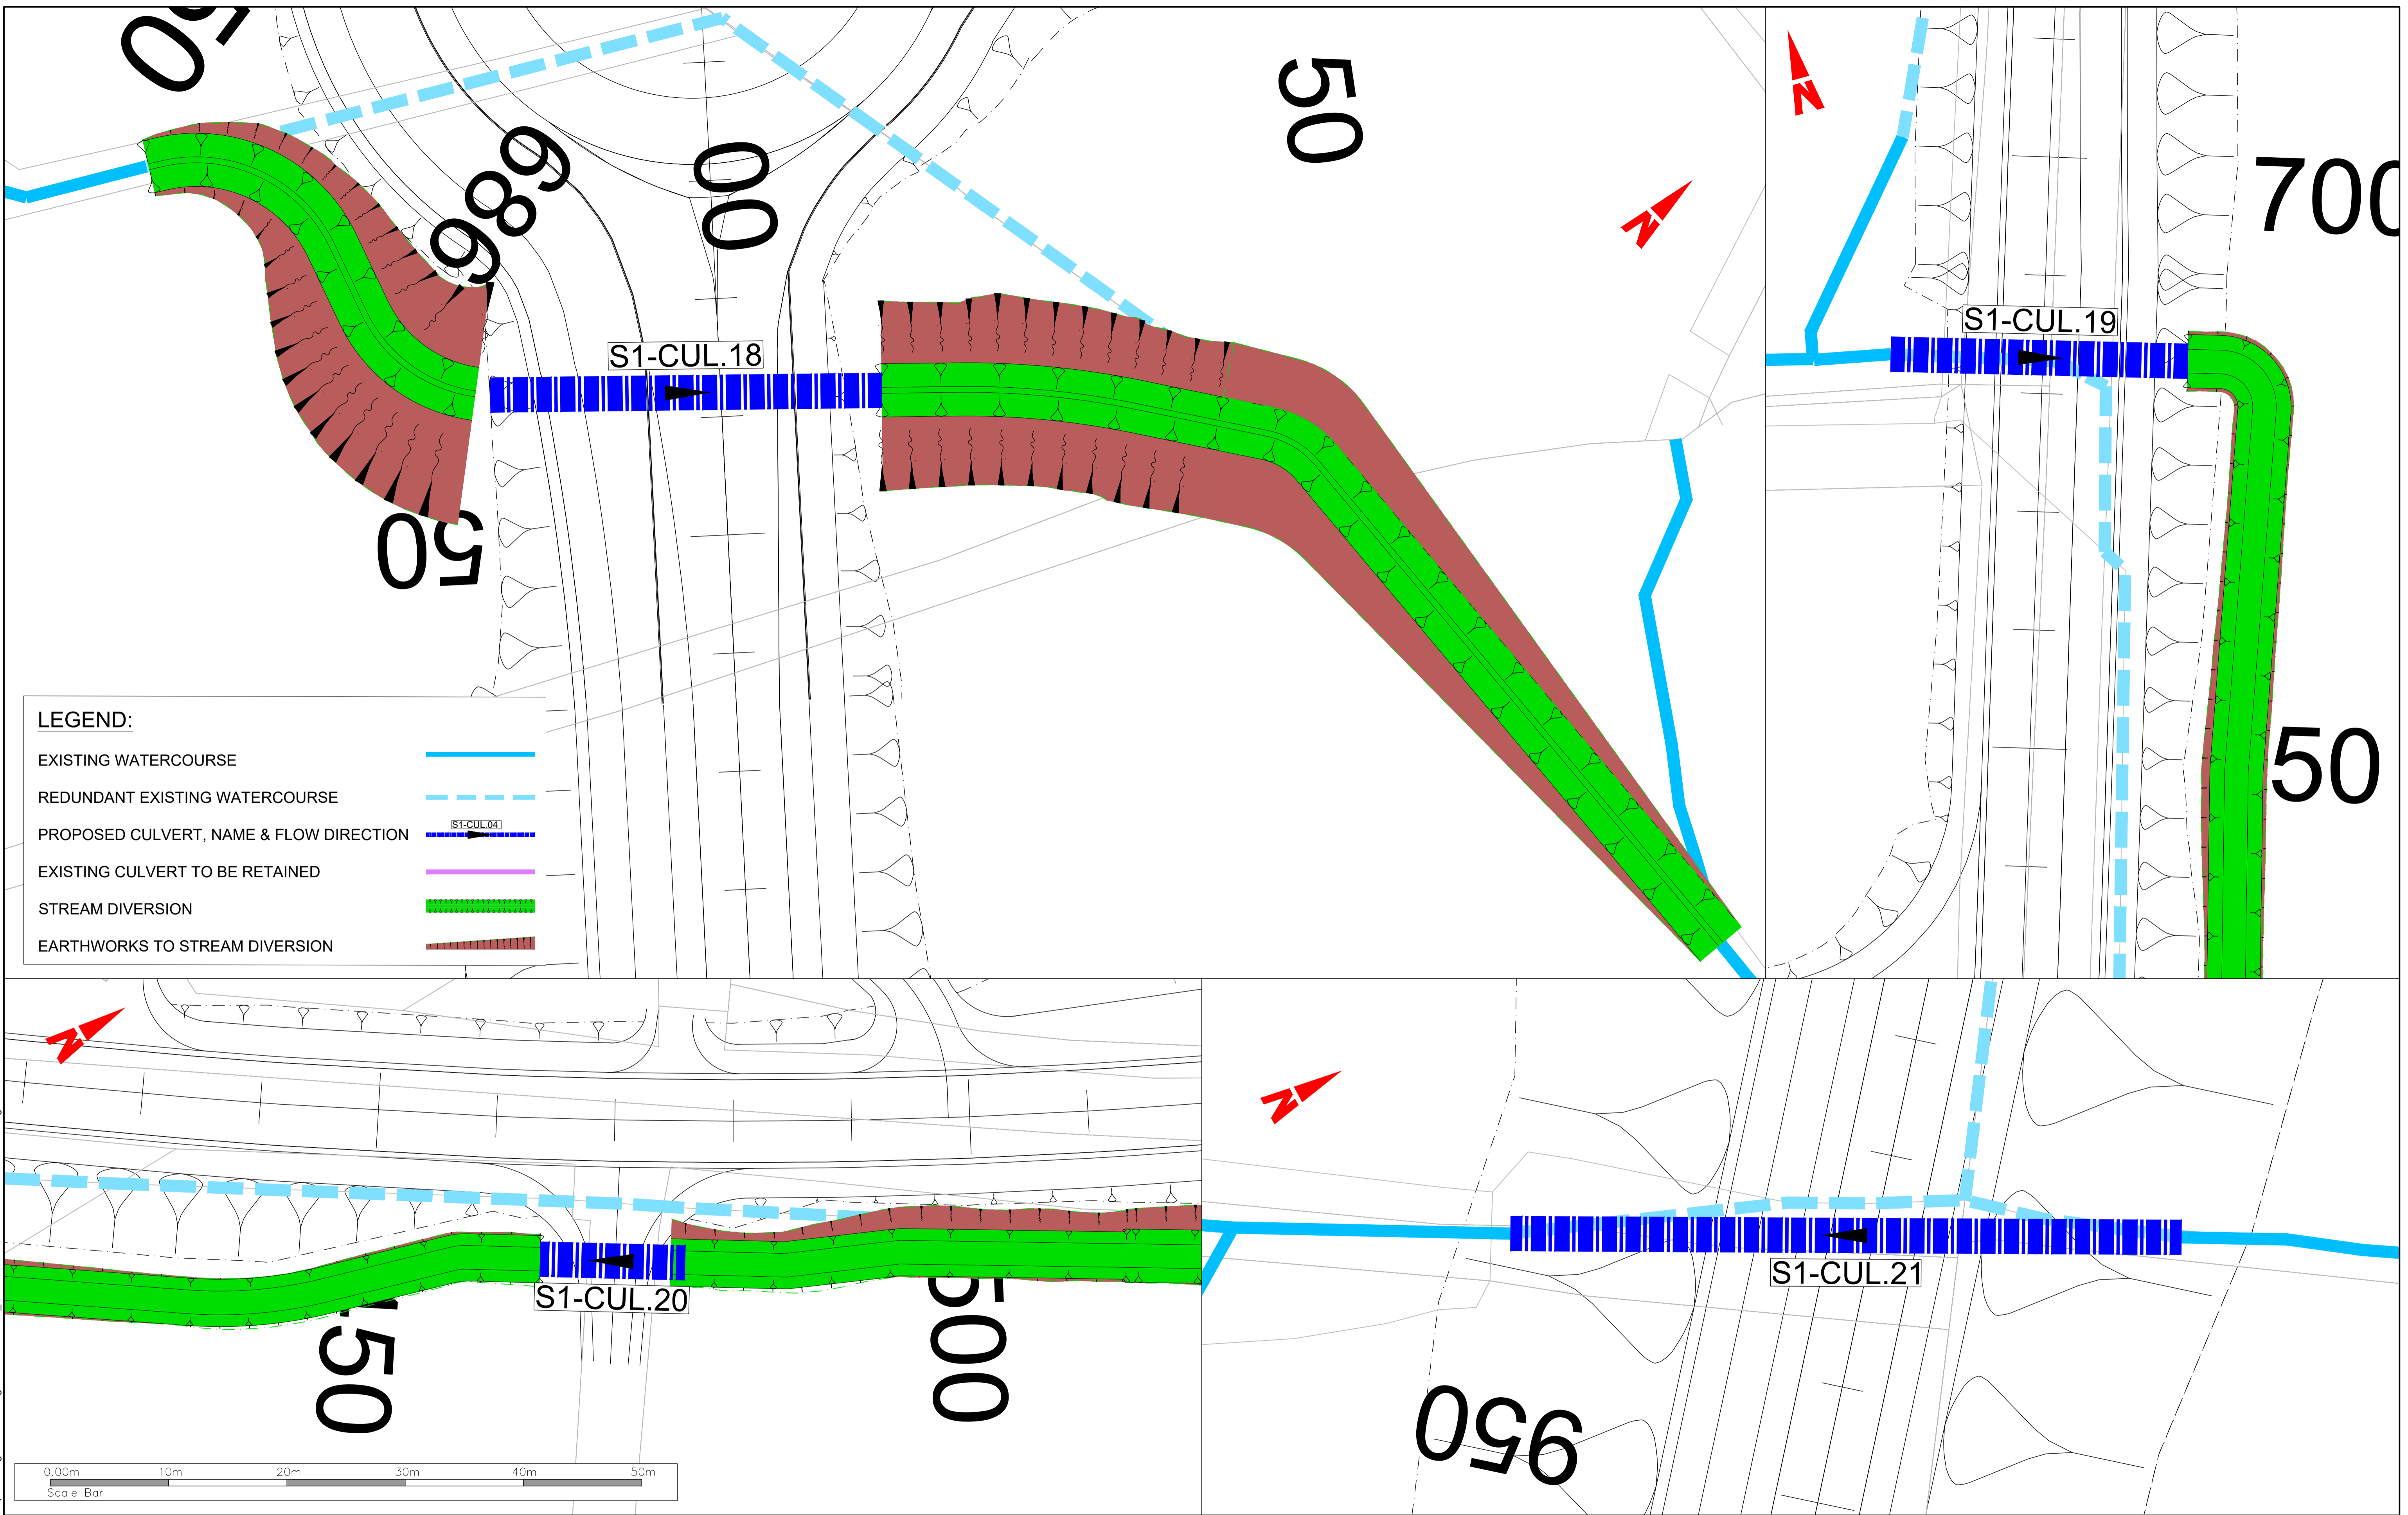 50
00
50
986
S1-CUL.18
50
N
N
S1-CUL.19
700
50
LEGEND:
EXISTING WATERCOURSE
REDUNDANT EXISTING WATERCOURSE
PROPOSED CULVERT, NAME & FLOW DIRECTION
S1-CUL.04
EXISTING CULVERT TO BE RETAINED
STREAM DIVERSION
EARTHWORKS TO STREAM DIVERSION
N
S1-CUL.20
450
500
0.00m 10m 20m 30m 40m 50m
Scale Bar
N
S1-CUL.21
950